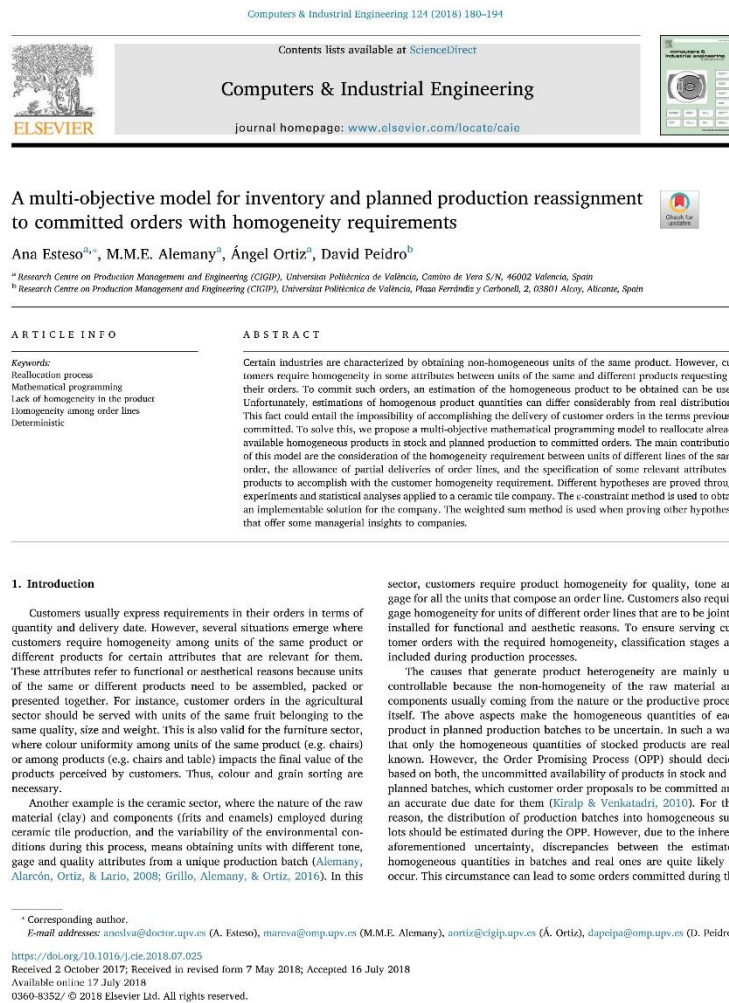 Computers & Industrial Engineering 124 (2018) 180–194
Contents lists available at ScienceDirect
Computers & Industrial Engineering
journal homepage: www.elsevier.com/locate/caie
ELSEVIER
computers & industrial engineering
A multi-objective model for inventory and planned production reassignment
to committed orders with homogeneity requirements
Check for
updates
Ana Estesoᵃ,*, M.M.E. Alemanyᵃ, Ángel Ortizᵃ, David Peidroᵇ
ᵃ Research Centre on Production Management and Engineering (CIGIP), Universitat Politècnica de València, Camino de Vera S/N, 46002 Valencia, Spain
ᵇ Research Centre on Production Management and Engineering (CIGIP), Universitat Politècnica de València, Plaza Ferrándiz y Carbonell, 2, 03801 Alcoy, Alicante, Spain
ARTICLE INFO
Keywords:
Reallocation process
Mathematical programming
Lack of homogeneity in the product
Homogeneity among order lines
Deterministic
ABSTRACT
Certain industries are characterized by obtaining non-homogeneous units of the same product. However, cu
tomers require homogeneity in some attributes between units of the same and different products requesting
their orders. To commit such orders, an estimation of the homogeneous product to be obtained can be use
Unfortunately, estimations of homogenous product quantities can differ considerably from real distribution
This fact could entail the impossibility of accomplishing the delivery of customer orders in the terms previous
committed. To solve this, we propose a multi-objective mathematical programming model to reallocate alrea
available homogeneous products in stock and planned production to committed orders. The main contributio
of this model are the consideration of the homogeneity requirement between units of different lines of the sam
order, the allowance of partial deliveries of order lines, and the specification of some relevant attributes
products to accomplish with the customer homogeneity requirement. Different hypotheses are proved throug
experiments and statistical analyses applied to a ceramic tile company. The ε-constraint method is used to obta
an implementable solution for the company. The weighted sum method is used when proving other hypothes
that offer some managerial insights to companies.
1. Introduction
Customers usually express requirements in their orders in terms of
quantity and delivery date. However, several situations emerge where
customers require homogeneity among units of the same product or
different products for certain attributes that are relevant for them.
These attributes refer to functional or aesthetical reasons because units
of the same or different products need to be assembled, packed or
presented together. For instance, customer orders in the agricultural
sector should be served with units of the same fruit belonging to the
same quality, size and weight. This is also valid for the furniture sector,
where colour uniformity among units of the same product (e.g. chairs)
or among products (e.g. chairs and table) impacts the final value of the
products perceived by customers. Thus, colour and grain sorting are
necessary.
Another example is the ceramic sector, where the nature of the raw
material (clay) and components (frits and enamels) employed during
ceramic tile production, and the variability of the environmental con-
ditions during this process, means obtaining units with different tone,
gage and quality attributes from a unique production batch (Alemany,
Alarcón, Ortiz, & Lario, 2008; Grillo, Alemany, & Ortiz, 2016). In this
sector, customers require product homogeneity for quality, tone an
gage for all the units that compose an order line. Customers also requi
gage homogeneity for units of different order lines that are to be joint
installed for functional and aesthetic reasons. To ensure serving cu
tomer orders with the required homogeneity, classification stages a
included during production processes.
The causes that generate product heterogeneity are mainly u
controllable because the non-homogeneity of the raw material an
components usually coming from the nature or the productive proce
itself. The above aspects make the homogeneous quantities of eac
product in planned production batches to be uncertain. In such a wa
that only the homogeneous quantities of stocked products are real
known. However, the Order Promising Process (OPP) should decid
based on both, the uncommitted availability of products in stock and
planned batches, which customer order proposals to be committed an
an accurate due date for them (Kiralp & Venkatadri, 2010). For th
reason, the distribution of production batches into homogeneous su
lots should be estimated during the OPP. However, due to the inhere
aforementioned uncertainty, discrepancies between the estimate
homogeneous quantities in batches and real ones are quite likely
occur. This circumstance can lead to some orders committed during th
* Corresponding author.
E-mail addresses: aneslva@doctor.upv.es (A. Esteso), mareva@omp.upv.es (M.M.E. Alemany), aortiz@cigip.upv.es (Á. Ortiz), dapeipa@omp.upv.es (D. Peidro
https://doi.org/10.1016/j.cie.2018.07.025
Received 2 October 2017; Received in revised form 7 May 2018; Accepted 16 July 2018
Available online 17 July 2018
0360-8352/ © 2018 Elsevier Ltd. All rights reserved.